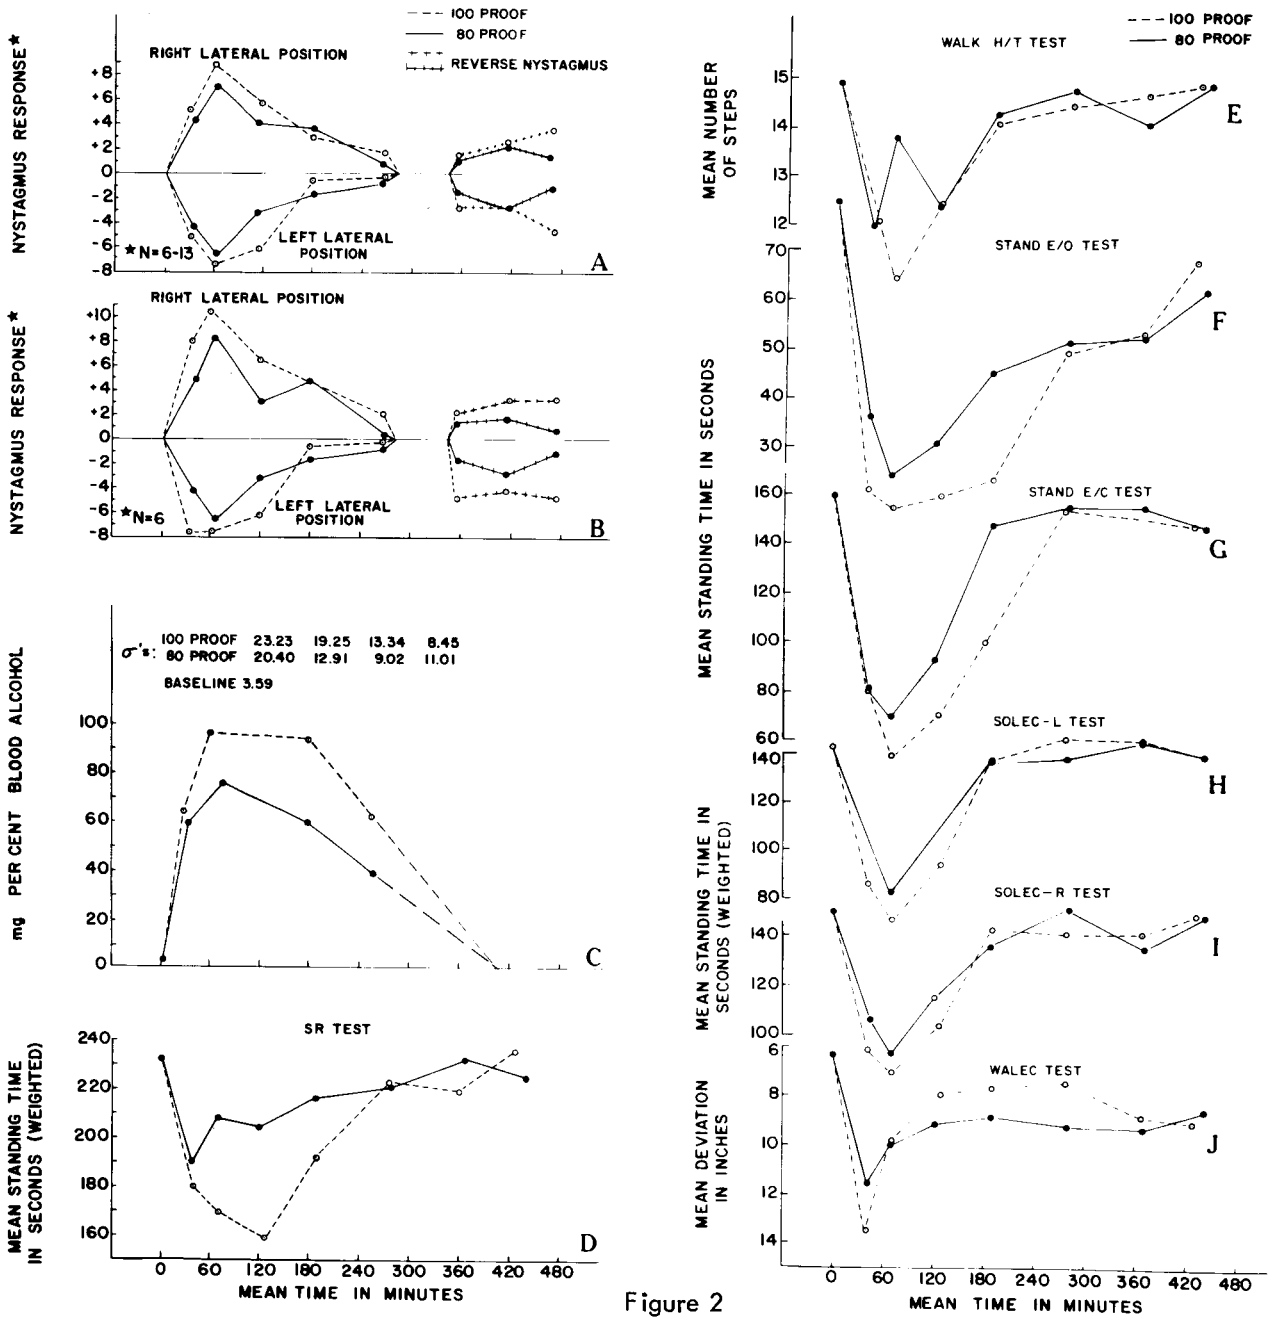 --- 100 PROOF
— 80 PROOF
REVERSE NYSTAGMUS
RIGHT LATERAL POSITION
NYSTAGMUS RESPONSE★
+8
+6
+4
+2
0
-2
-4
-6
-8
LEFT LATERAL
POSITION
★N=6-13
A
RIGHT LATERAL POSITION
NYSTAGMUS RESPONSE★
+10
+8
+6
+4
+2
0
-2
-4
-6
-8
LEFT LATERAL
POSITION
★N=6
B
mg PER CENT BLOOD ALCOHOL
σ's: 100 PROOF 23.23 19.25 13.34 8.45
80 PROOF 20.40 12.91 9.02 11.01
BASELINE 3.59
100
80
60
40
20
0
C
SR TEST
MEAN STANDING TIME
IN SECONDS (WEIGHTED)
240
220
200
180
160
D
0 60 120 180 240 300 360 420 480
MEAN TIME IN MINUTES
--- 100 PROOF
— 80 PROOF
WALK H/T TEST
MEAN NUMBER
OF STEPS
15
14
13
12
E
STAND E/O TEST
MEAN STANDING TIME IN SECONDS
70
60
50
40
30
F
STAND E/C TEST
160
140
120
100
80
60
G
SOLEC-L TEST
MEAN STANDING TIME IN
SECONDS (WEIGHTED)
140
120
100
80
H
SOLEC-R TEST
140
120
100
I
WALEC TEST
MEAN DEVIATION
IN INCHES
6
8
10
12
14
J
0 60 120 180 240 300 360 420 480
MEAN TIME IN MINUTES
Figure 2